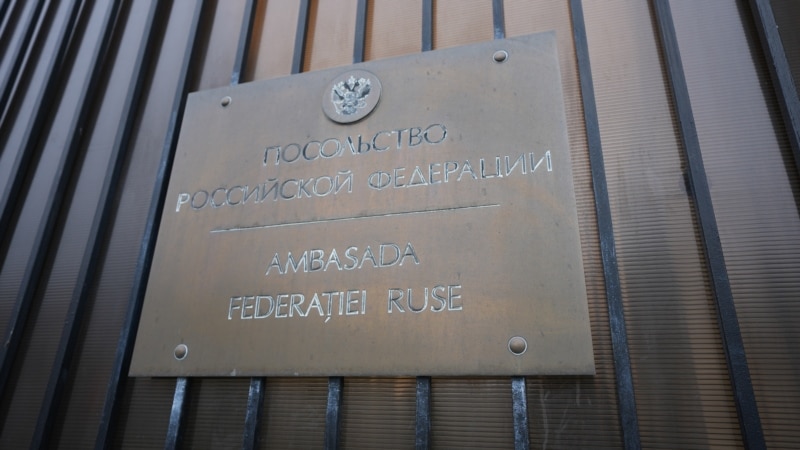 ПОСОЛЬСТВО
РОССИЙСКОЙ ФЕДЕРАЦИИ
AMBASADA
FEDERAȚIEI RUSE